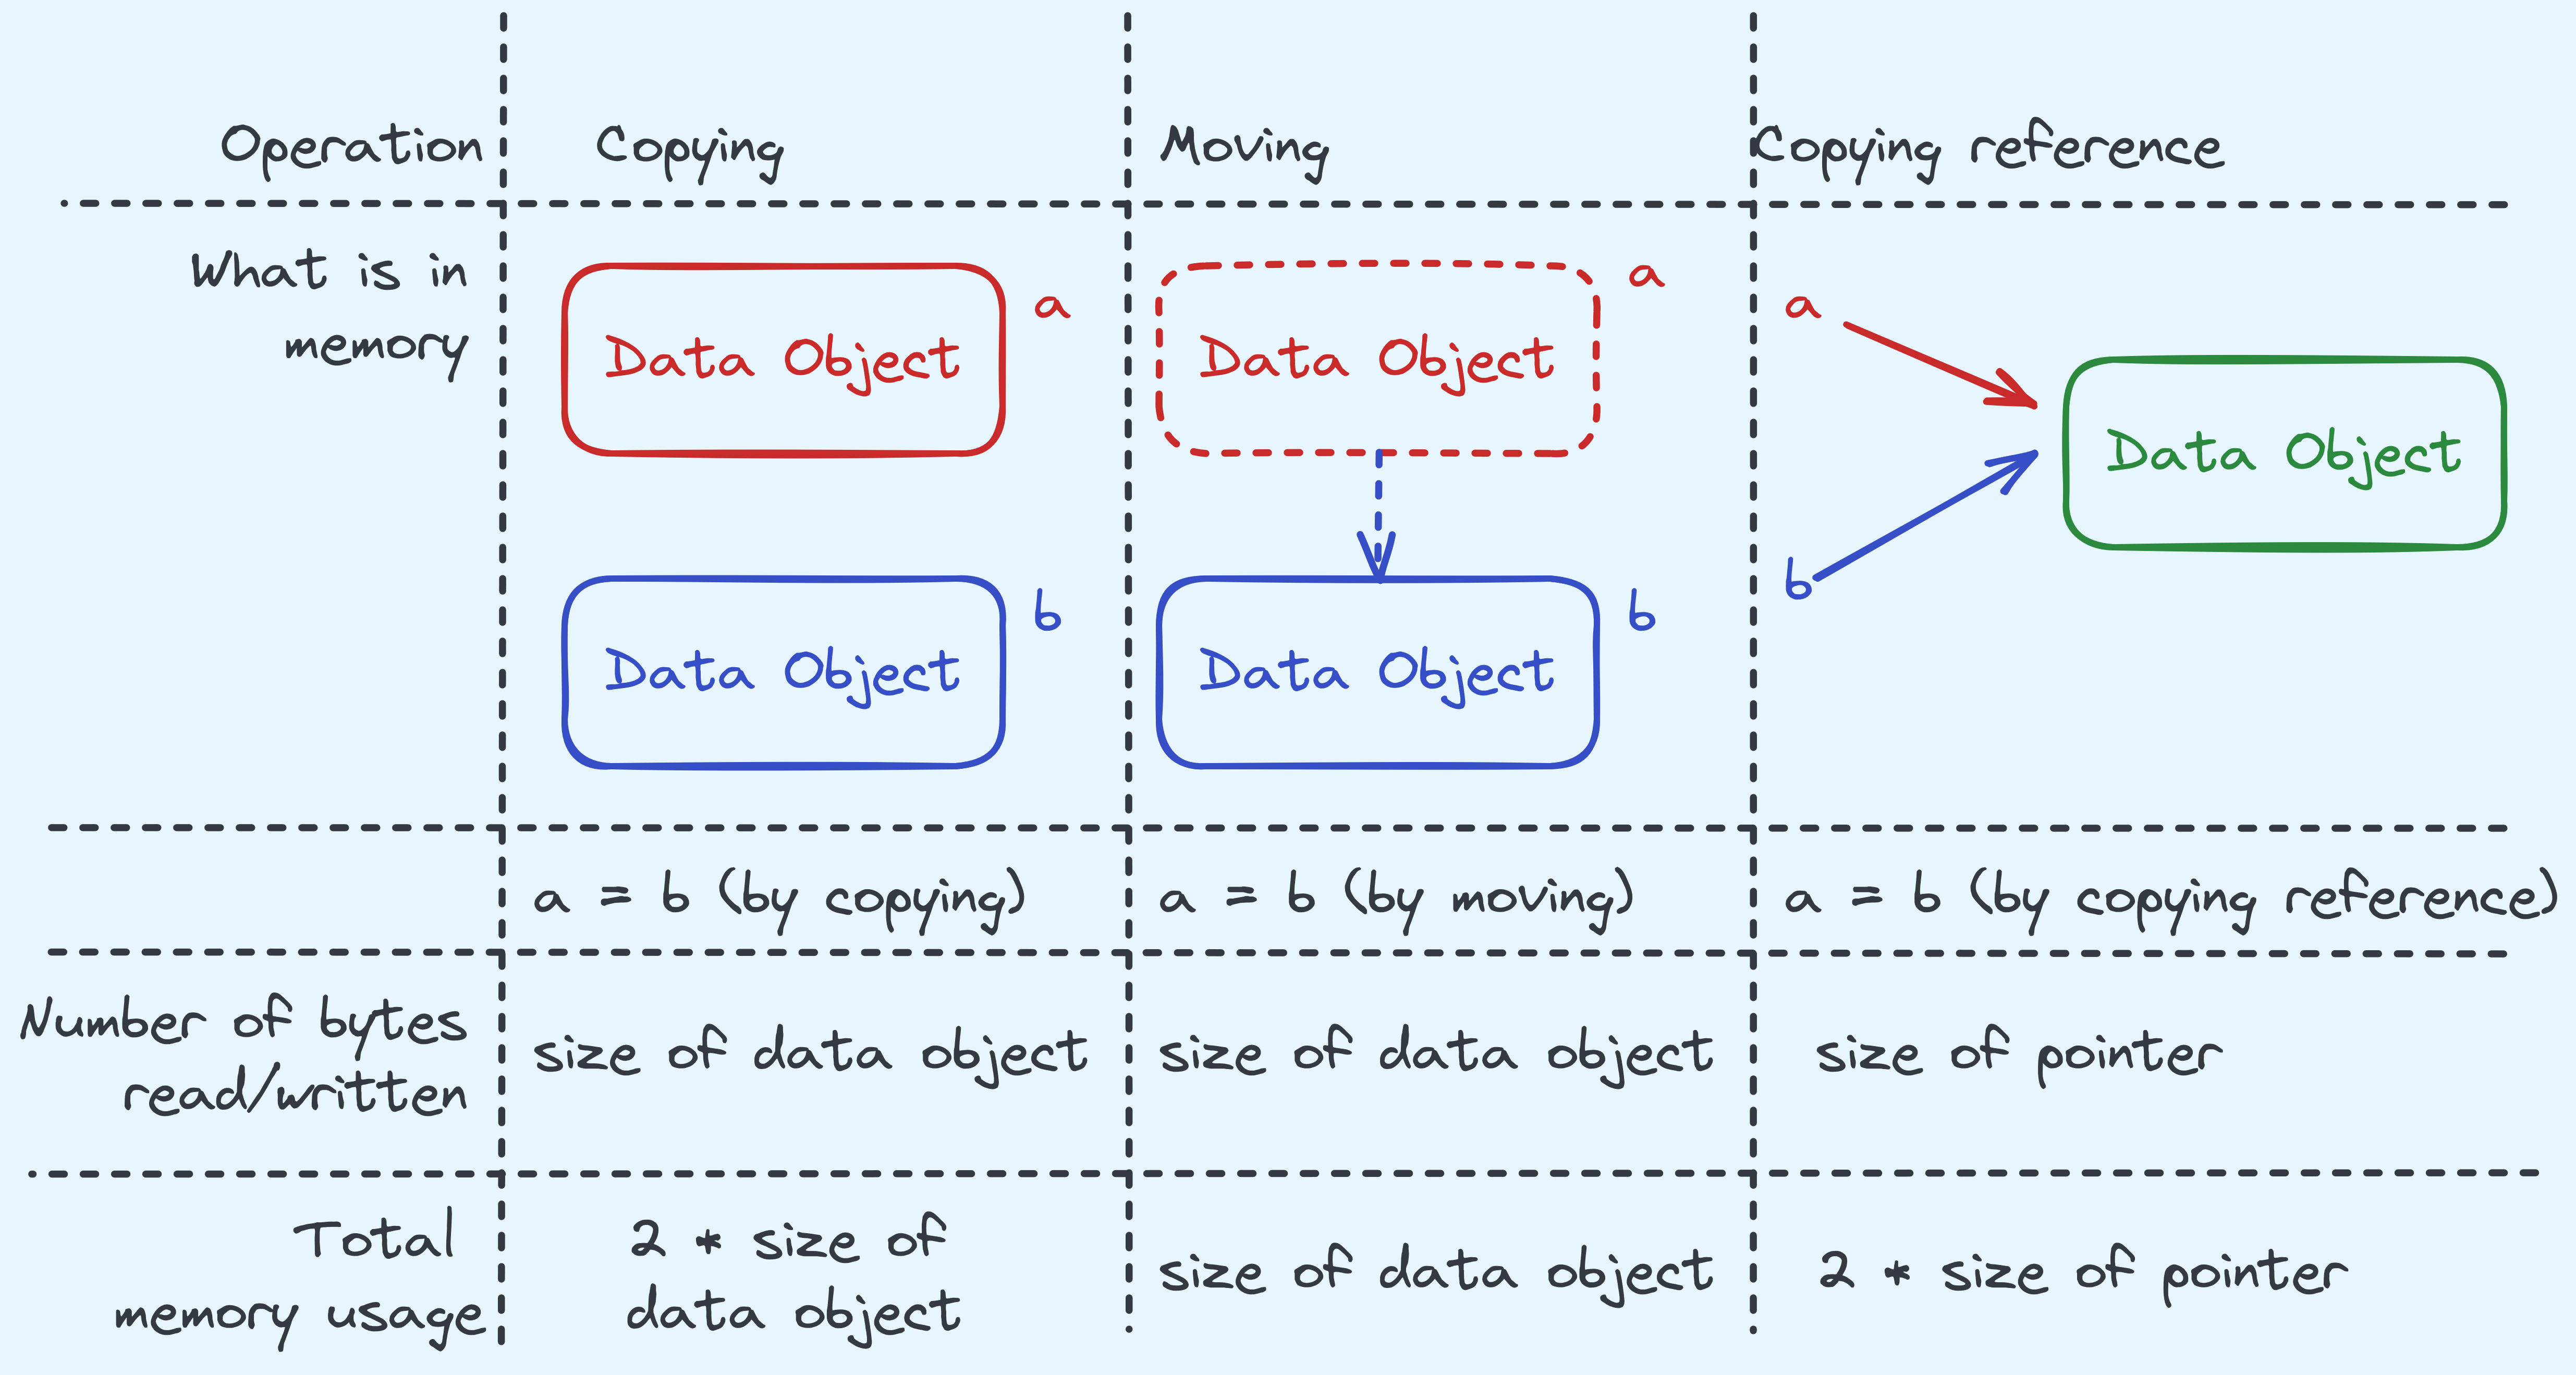 Operation
Copying
Moving
Copying reference
What is in
memory
Data Object
a
Data Object
b
Data Object
a
Data Object
b
a
b
Data Object
a = b (by copying)
a = b (by moving)
a = b (by copying reference)
Number of bytes
read/written
size of data object
size of data object
size of pointer
Total
memory usage
2 * size of
data object
size of data object
2 * size of pointer